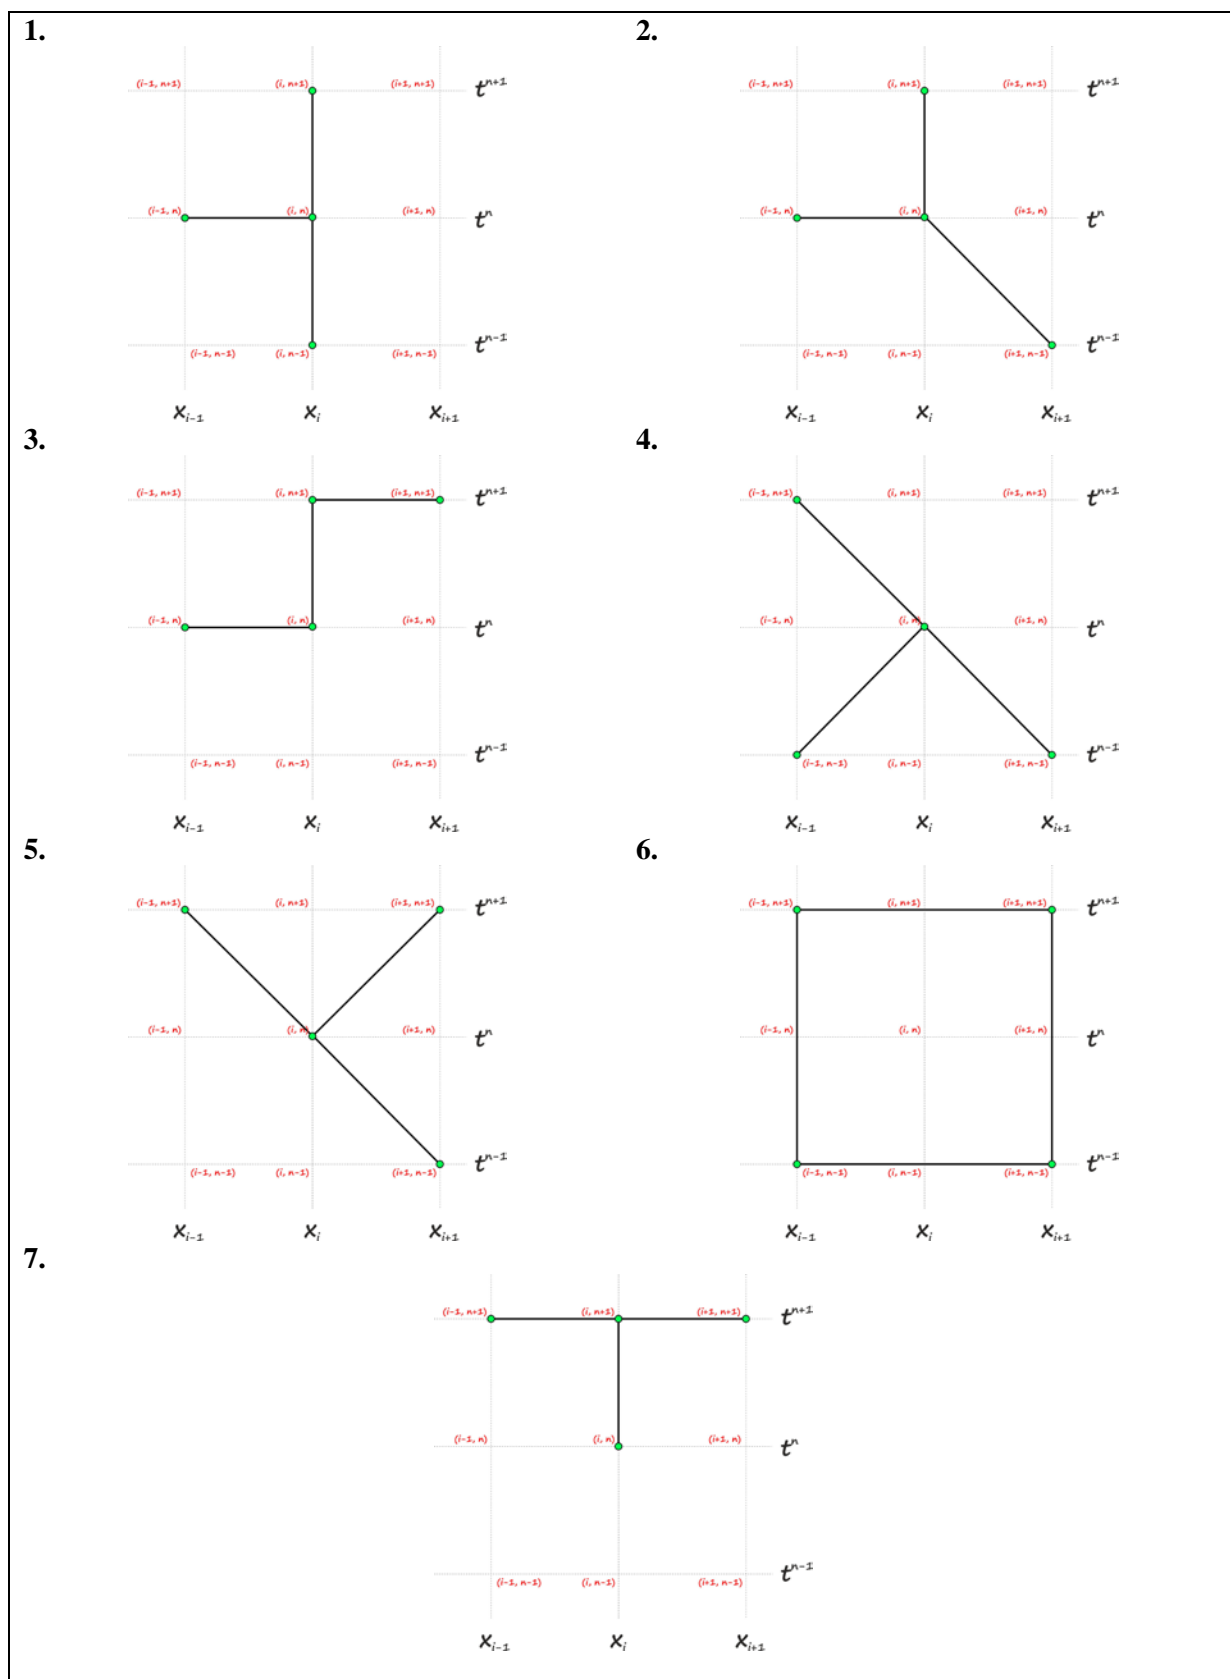 1. 2.
(i-1, n+1) (i, n+1) (i+1, n+1) t^{n+1} (i-1, n+1) (i, n+1) (i+1, n+1) t^{n+1}
(i-1, n) (i, n) (i+1, n) t^n (i-1, n) (i, n) (i+1, n) t^n
(i-1, n-1) (i, n-1) (i+1, n-1) t^{n-1} (i-1, n-1) (i, n-1) (i+1, n-1) t^{n-1}
x_{i-1} x_i x_{i+1} x_{i-1} x_i x_{i+1}
3. 4.
(i-1, n+1) (i, n+1) (i+1, n+1) t^{n+1} (i-1, n+1) (i, n+1) (i+1, n+1) t^{n+1}
(i-1, n) (i, n) (i+1, n) t^n (i-1, n) (i, n) (i+1, n) t^n
(i-1, n-1) (i, n-1) (i+1, n-1) t^{n-1} (i-1, n-1) (i, n-1) (i+1, n-1) t^{n-1}
x_{i-1} x_i x_{i+1} x_{i-1} x_i x_{i+1}
5. 6.
(i-1, n+1) (i, n+1) (i+1, n+1) t^{n+1} (i-1, n+1) (i, n+1) (i+1, n+1) t^{n+1}
(i-1, n) (i, n) (i+1, n) t^n (i-1, n) (i, n) (i+1, n) t^n
(i-1, n-1) (i, n-1) (i+1, n-1) t^{n-1} (i-1, n-1) (i, n-1) (i+1, n-1) t^{n-1}
x_{i-1} x_i x_{i+1} x_{i-1} x_i x_{i+1}
7.
(i-1, n+1) (i, n+1) (i+1, n+1) t^{n+1}
(i-1, n) (i, n) (i+1, n) t^n
(i-1, n-1) (i, n-1) (i+1, n-1) t^{n-1}
x_{i-1} x_i x_{i+1}